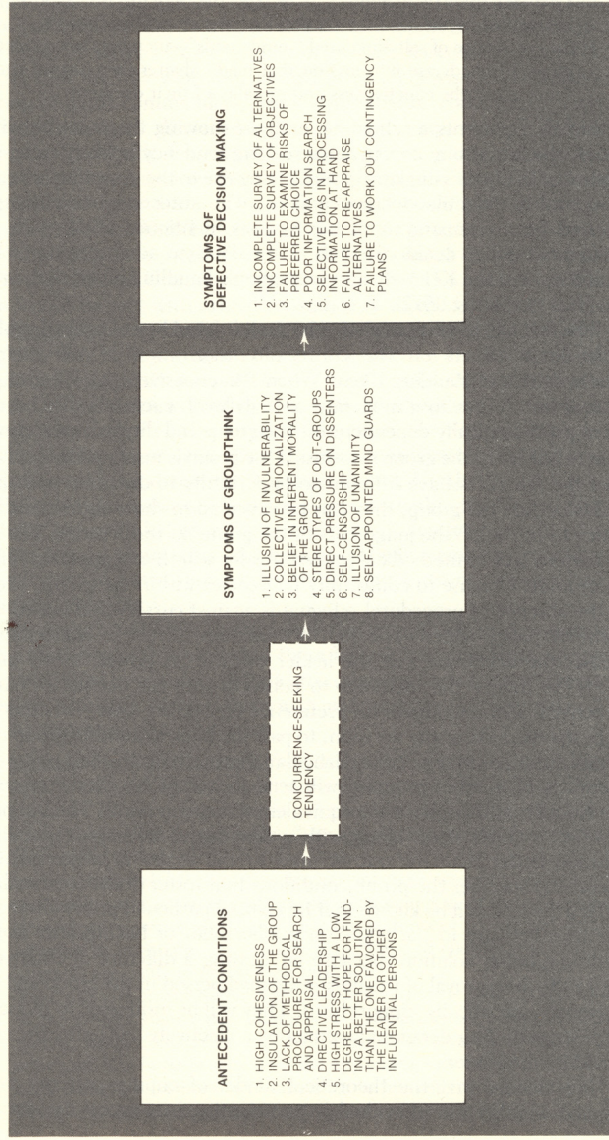 ANTECEDENT CONDITIONS
1. HIGH COHESIVENESS
2. INSULATION OF THE GROUP
3. LACK OF METHODICAL
PROCEDURES FOR SEARCH
AND APPRAISAL
4. DIRECTIVE LEADERSHIP
5. HIGH STRESS WITH A LOW
DEGREE OF HOPE FOR FIND-
ING A BETTER SOLUTION
THAN THE ONE FAVORED BY
THE LEADER OR OTHER
INFLUENTIAL PERSONS
CONCURRENCE-SEEKING
TENDENCY
SYMPTOMS OF GROUPTHINK
1. ILLUSION OF INVULNERABILITY
2. COLLECTIVE RATIONALIZATION
3. BELIEF IN INHERENT MORALITY
OF THE GROUP
4. STEREOTYPES OF OUT-GROUPS
5. DIRECT PRESSURE ON DISSENTERS
6. SELF-CENSORSHIP
7. ILLUSION OF UNANIMITY
8. SELF-APPOINTED MIND GUARDS
SYMPTOMS OF
DEFECTIVE DECISION MAKING
1. INCOMPLETE SURVEY OF ALTERNATIVES
2. INCOMPLETE SURVEY OF OBJECTIVES
3. FAILURE TO EXAMINE RISKS OF
PREFERRED CHOICE
4. POOR INFORMATION SEARCH
5. SELECTIVE BIAS IN PROCESSING
INFORMATION AT HAND
6. FAILURE TO RE-APPRAISE
ALTERNATIVES
7. FAILURE TO WORK OUT CONTINGENCY
PLANS